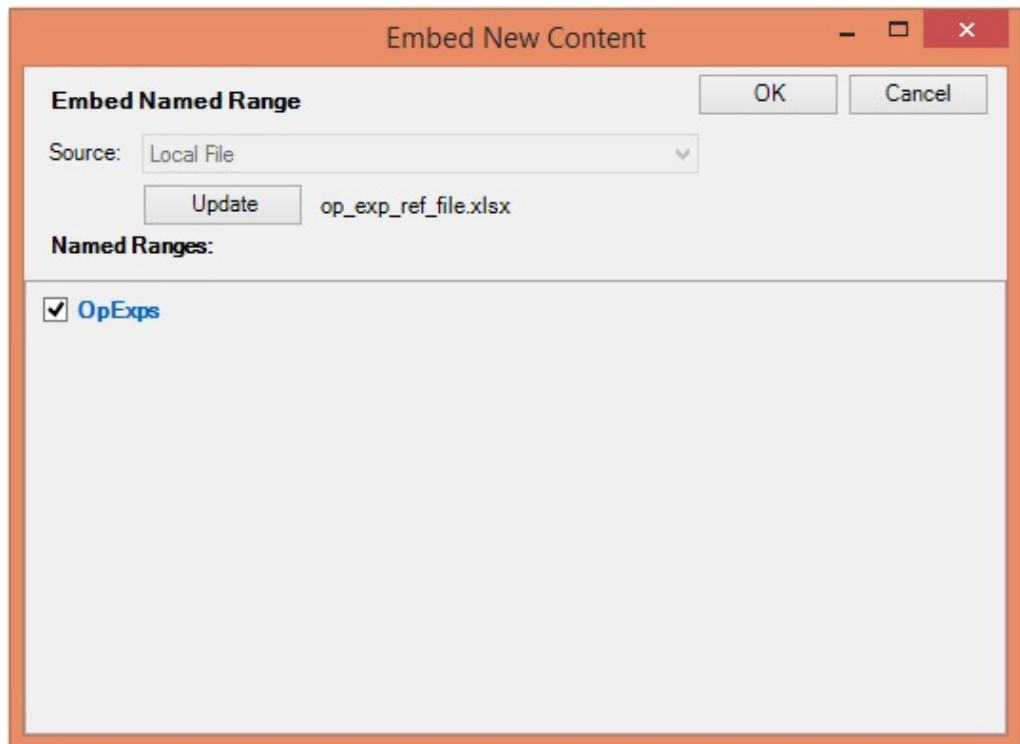 Embed New Content
Embed Named Range
OK
Cancel
Source:
Local File
Update
op_exp_ref_file.xlsx
Named Ranges:
OpExps